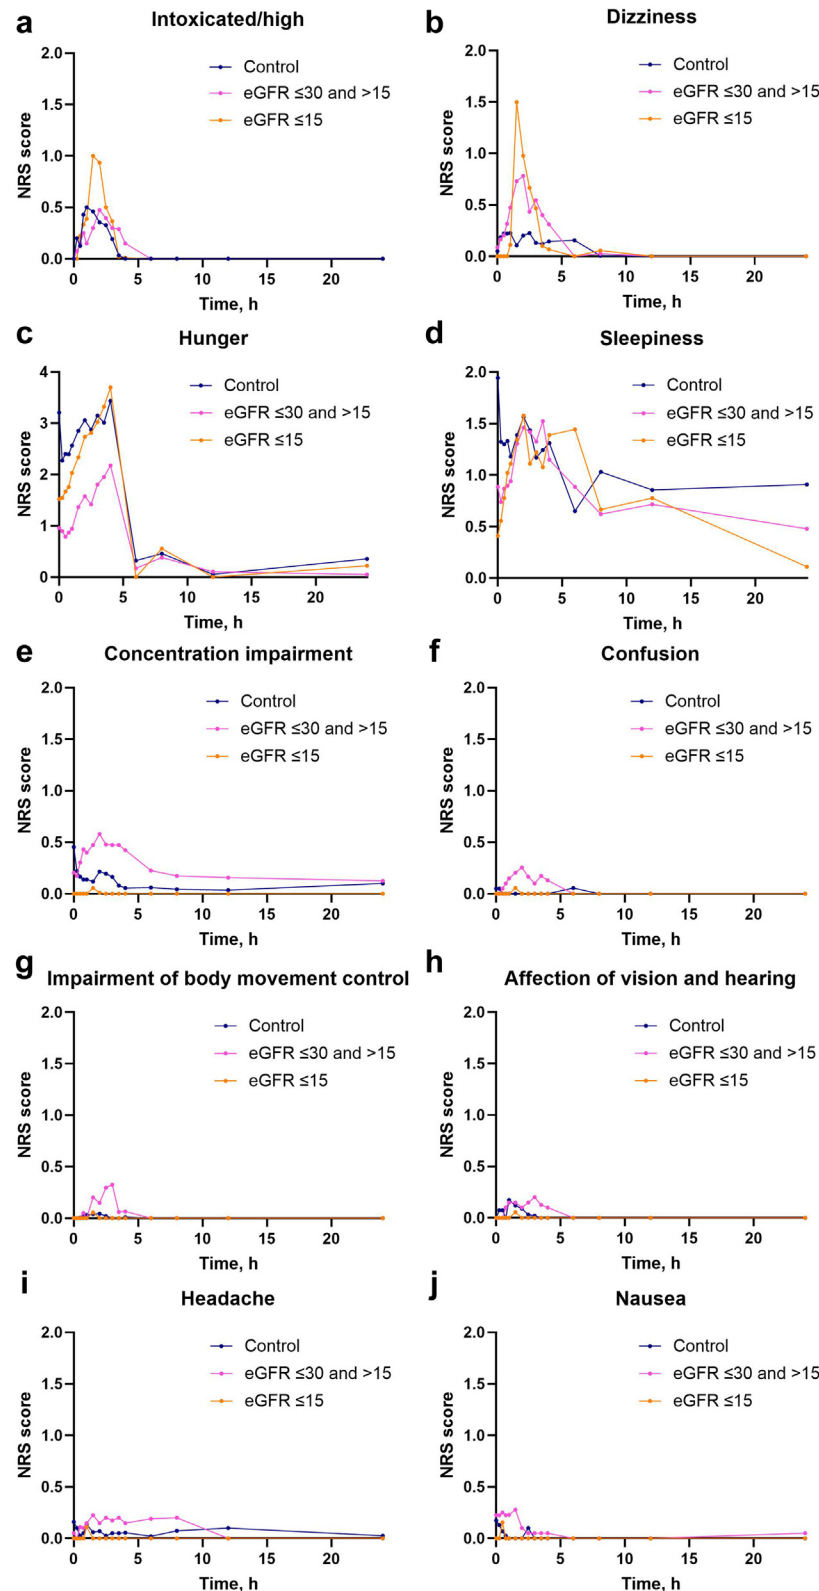 a Intoxicated/high
2.0
1.5
1.0
0.5
0.0
NRS score
Control
eGFR ≤30 and >15
eGFR ≤15
0 5 10 15 20
Time, h
b Dizziness
2.0
1.5
1.0
0.5
0.0
NRS score
Control
eGFR ≤30 and >15
eGFR ≤15
0 5 10 15 20
Time, h
c Hunger
4
3
2
1
0
NRS score
Control
eGFR ≤30 and >15
eGFR ≤15
0 5 10 15 20
Time, h
d Sleepiness
2.0
1.5
1.0
0.5
0.0
NRS score
Control
eGFR ≤30 and >15
eGFR ≤15
0 5 10 15 20
Time, h
e Concentration impairment
2.0
1.5
1.0
0.5
0.0
NRS score
Control
eGFR ≤30 and >15
eGFR ≤15
0 5 10 15 20
Time, h
f Confusion
2.0
1.5
1.0
0.5
0.0
NRS score
Control
eGFR ≤30 and >15
eGFR ≤15
0 5 10 15 20
Time, h
g Impairment of body movement control
2.0
1.5
1.0
0.5
0.0
NRS score
Control
eGFR ≤30 and >15
eGFR ≤15
0 5 10 15 20
Time, h
h Affection of vision and hearing
2.0
1.5
1.0
0.5
0.0
NRS score
Control
eGFR ≤30 and >15
eGFR ≤15
0 5 10 15 20
Time, h
i Headache
2.0
1.5
1.0
0.5
0.0
NRS score
Control
eGFR ≤30 and >15
eGFR ≤15
0 5 10 15 20
Time, h
j Nausea
2.0
1.5
1.0
0.5
0.0
NRS score
Control
eGFR ≤30 and >15
eGFR ≤15
0 5 10 15 20
Time, h